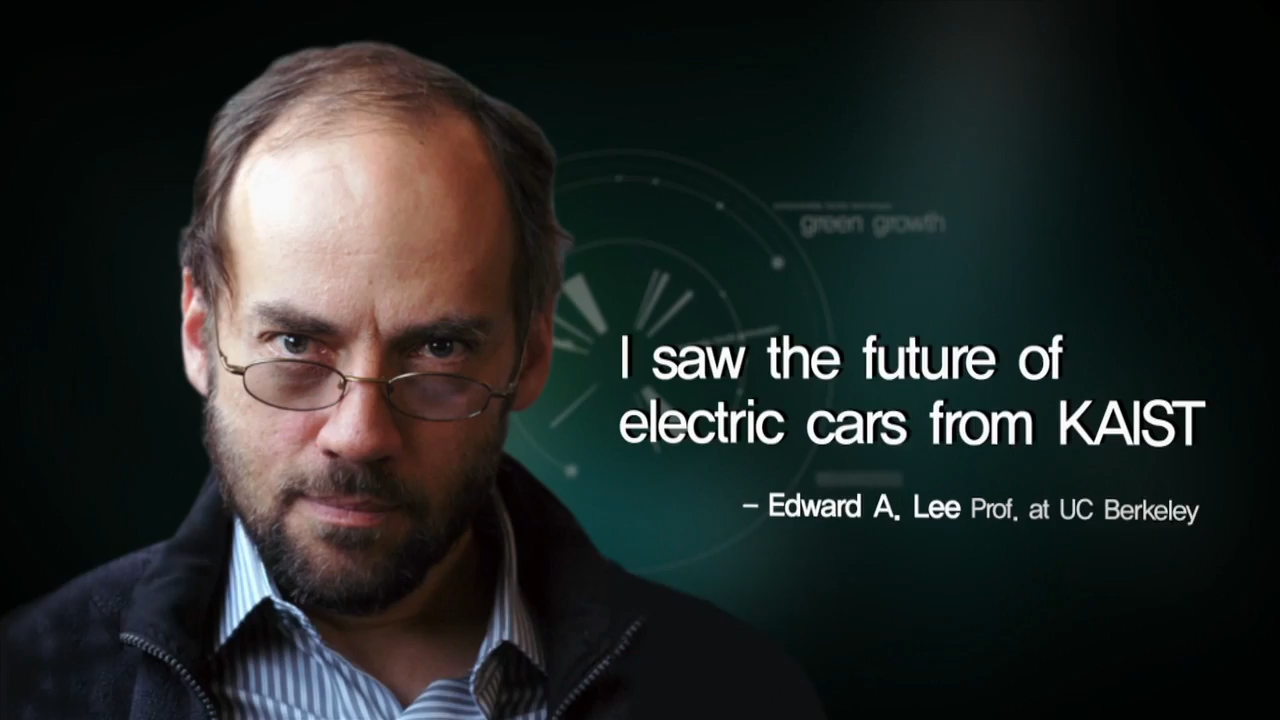 green growth
I saw the future of
electric cars from KAIST
– Edward A. Lee Prof. at UC Berkeley